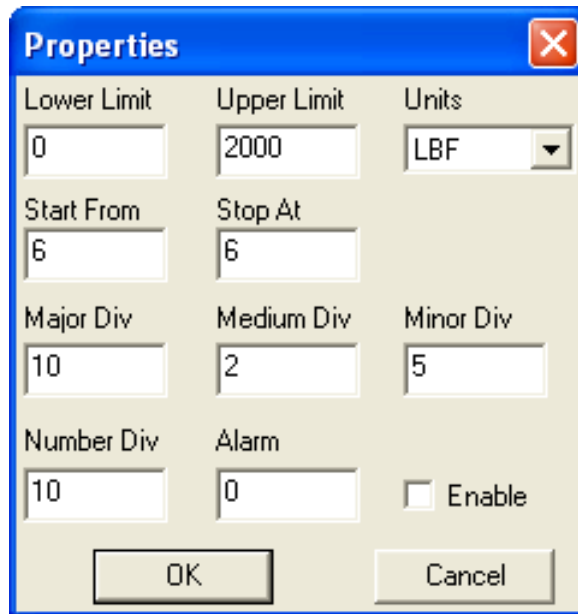 Properties
Lower Limit Upper Limit Units
0 2000 LBF
Start From Stop At
6 6
Major Div Medium Div Minor Div
10 2 5
Number Div Alarm
10 0 Enable
OK Cancel